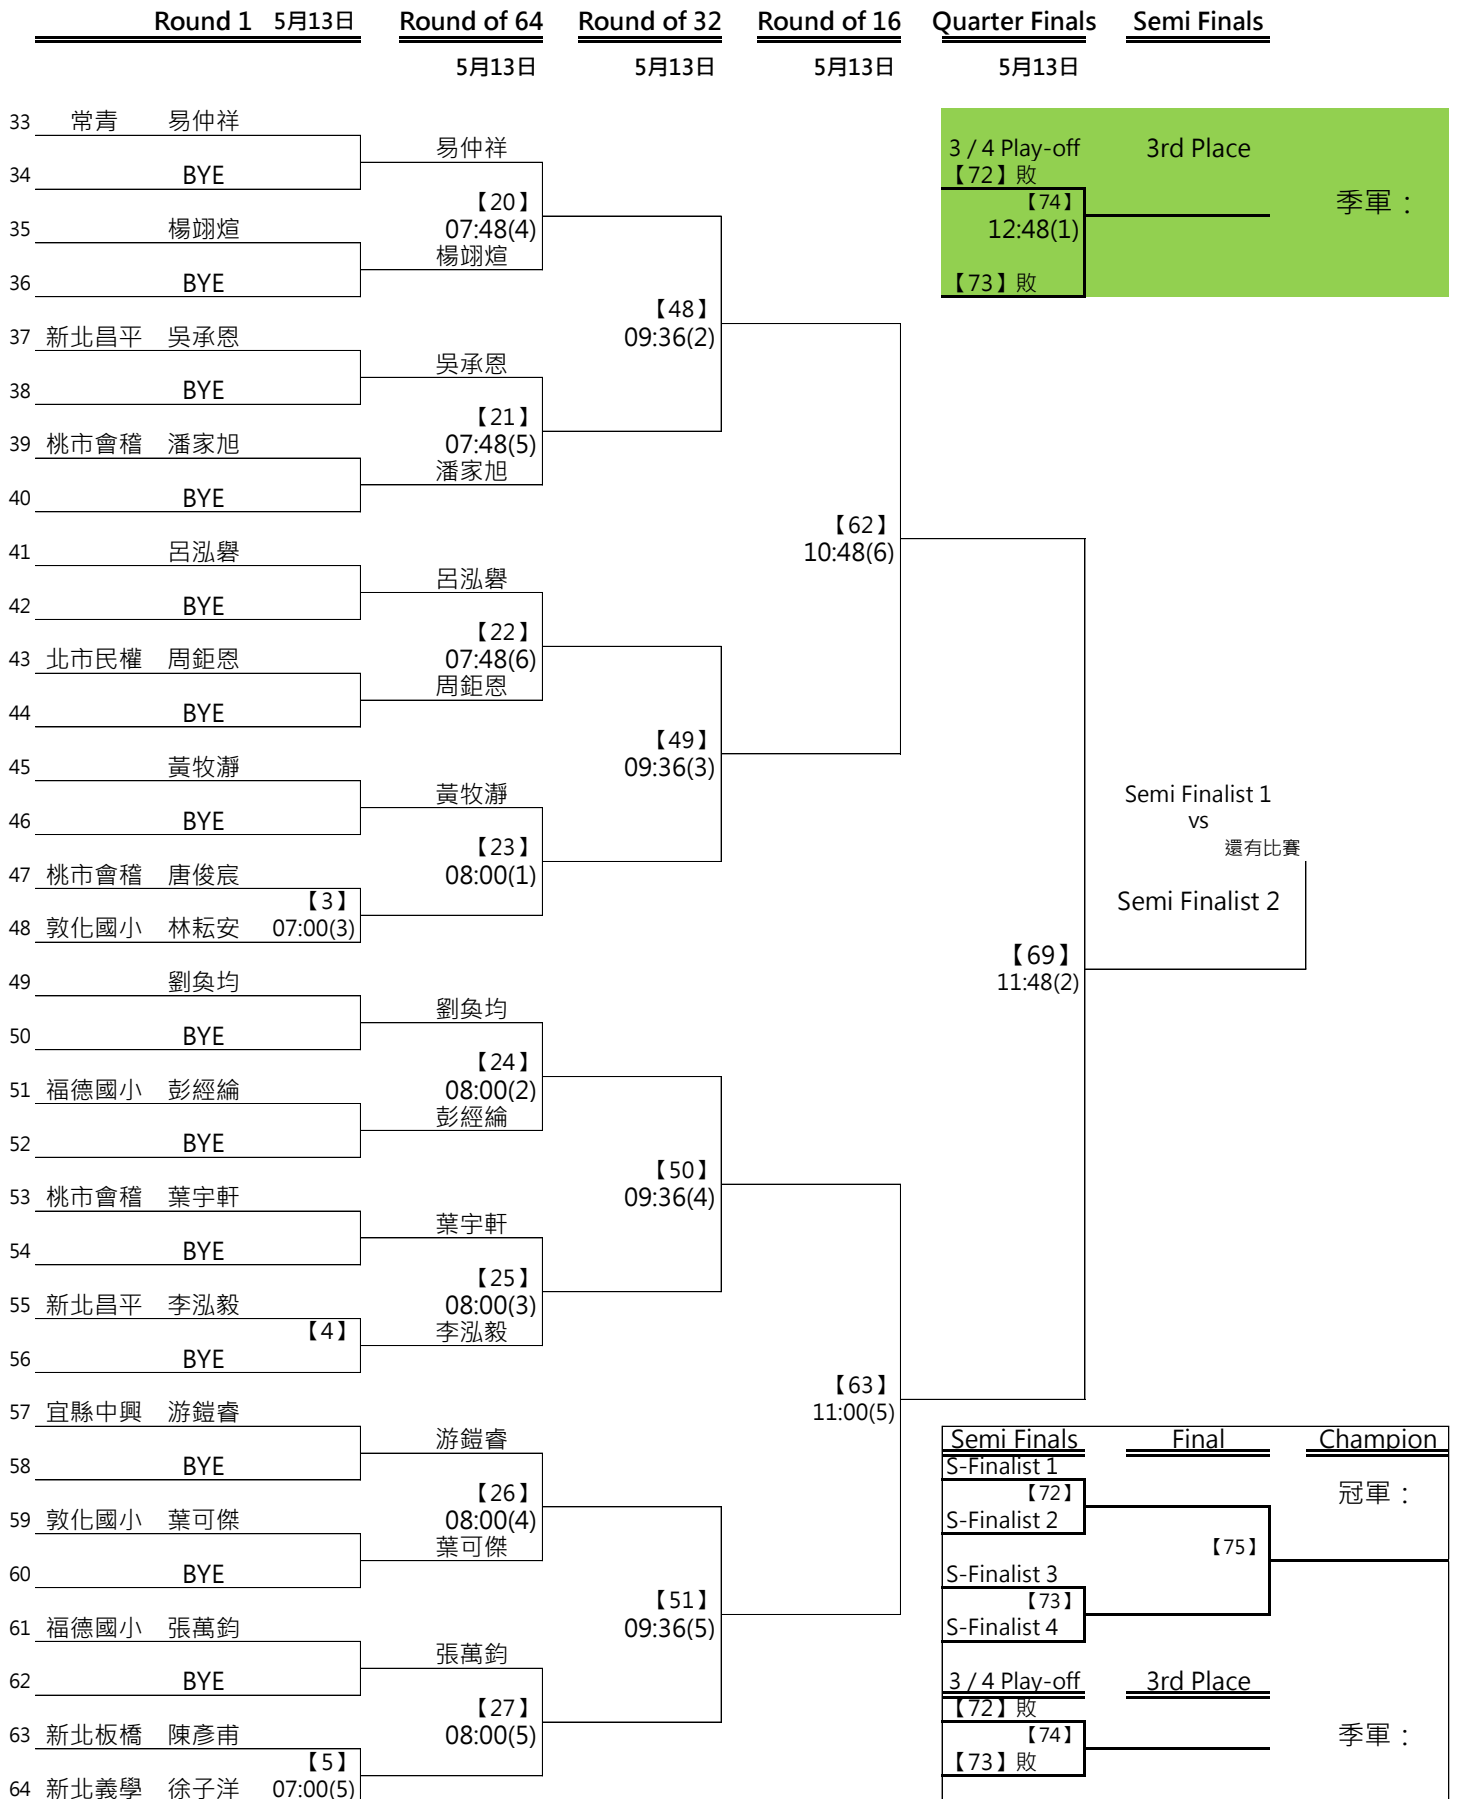 Round 1 5月13日 Round of 64 Round of 32 Round of 16 Quarter Finals Semi Finals
5月13日 5月13日 5月13日 5月13日
33 常青 易仲祥
易仲祥 3 / 4 Play-off 3rd Place
34 BYE 【72】敗
【20】 【74】 季軍：
35 楊翊煊 07:48(4) 12:48(1)
楊翊煊
36 BYE 【73】敗
【48】
37 新北昌平 吳承恩 09:36(2)
吳承恩
38 BYE
【21】
39 桃市會稽 潘家旭 07:48(5)
潘家旭
40 BYE
【62】
41 呂泓礜 10:48(6)
呂泓礜
42 BYE
【22】
43 北市民權 周鉅恩 07:48(6)
周鉅恩
44 BYE
【49】
45 黃牧瀞 09:36(3)
黃牧瀞 Semi Finalist 1
46 BYE vs
【23】 還有比賽
47 桃市會稽 唐俊宸 08:00(1)
【3】 Semi Finalist 2
48 敦化國小 林耘安 07:00(3)
【69】
49 劉奐均 11:48(2)
劉奐均
50 BYE
【24】
51 福德國小 彭經綸 08:00(2)
彭經綸
52 BYE
【50】
53 桃市會稽 葉宇軒 09:36(4)
葉宇軒
54 BYE
【25】
55 新北昌平 李泓毅 08:00(3)
【4】 李泓毅
56 BYE
【63】
57 宜縣中興 游鎧睿 11:00(5)
游鎧睿 Semi Finals Final Champion
58 BYE S-Finalist 1
【26】 【72】 冠軍：
59 敦化國小 葉可傑 08:00(4) S-Finalist 2
葉可傑 【75】
60 BYE S-Finalist 3
【51】 【73】
61 福德國小 張萬鈞 09:36(5) S-Finalist 4
張萬鈞
62 BYE 3 / 4 Play-off 3rd Place
【27】 【72】敗
63 新北板橋 陳彥甫 08:00(5) 【74】 季軍：
【5】 【73】敗
64 新北義學 徐子洋 07:00(5)